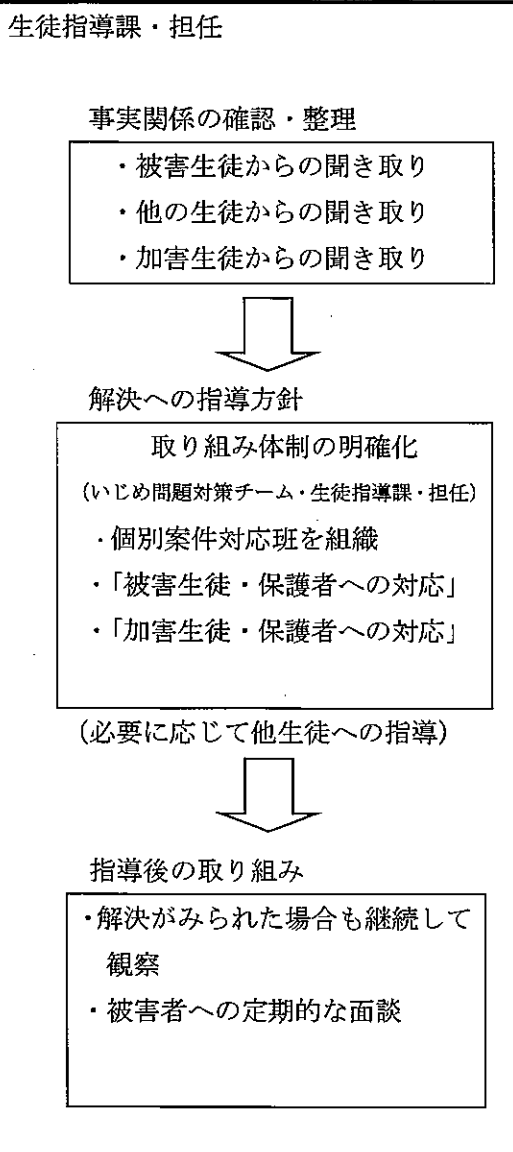 生徒指導課・担任
事実関係の確認・整理
・被害生徒からの聞き取り
・他の生徒からの聞き取り
・加害生徒からの聞き取り
解決への指導方針
取り組み体制の明確化
(いじめ問題対策チーム・生徒指導課・担任)
・個別案件対応班を組織
・「被害生徒・保護者への対応」
・「加害生徒・保護者への対応」
(必要に応じて他生徒への指導)
指導後の取り組み
・解決がみられた場合も継続して
観察
・被害者への定期的な面談